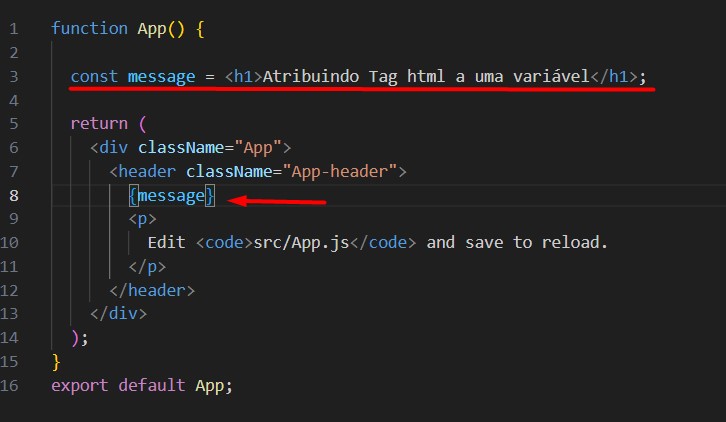 1 function App() {
2
3 const message = <h1>Atribuindo Tag html a uma variável</h1>;
4
5 return (
6 <div className="App">
7 <header className="App-header">
8 {message}
9 <p>
10 Edit <code>src/App.js</code> and save to reload.
11 </p>
12 </header>
13 </div>
14 );
15 }
16 export default App;